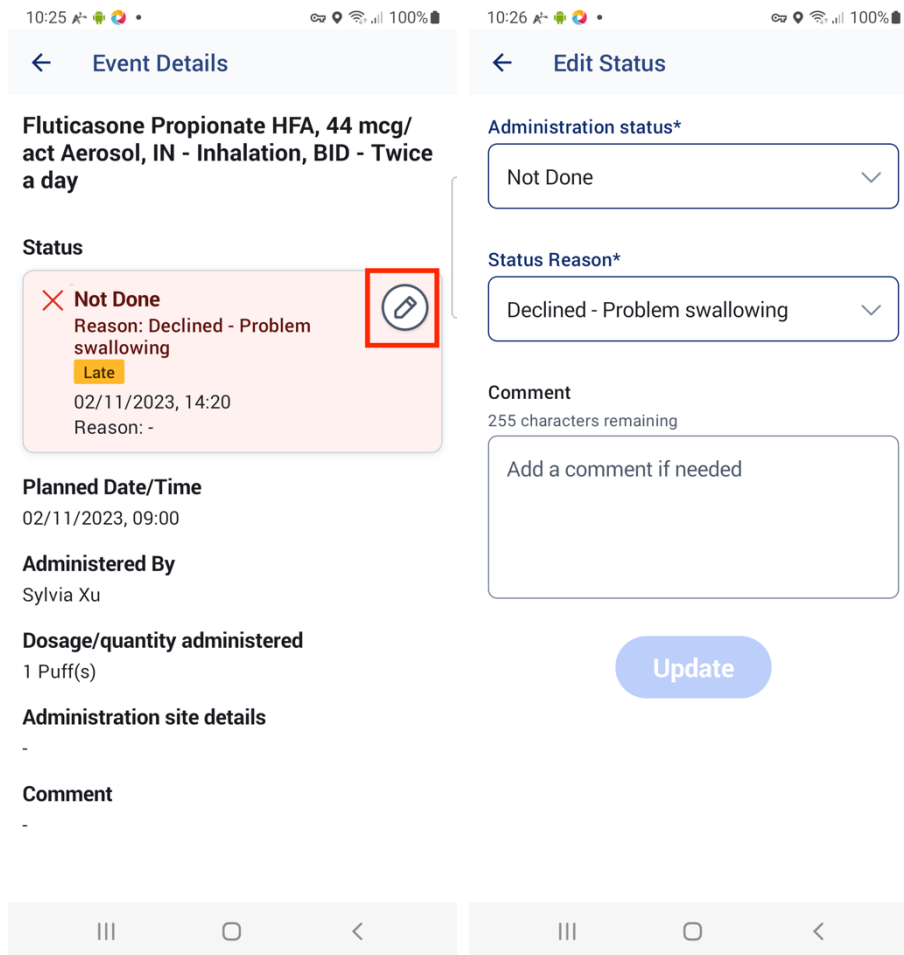 10:25
100%
Event Details
Fluticasone Propionate HFA, 44 mcg/
act Aerosol, IN - Inhalation, BID - Twice
a day
Status
Not Done
Reason: Declined - Problem
swallowing
Late
02/11/2023, 14:20
Reason: -
Planned Date/Time
02/11/2023, 09:00
Administered By
Sylvia Xu
Dosage/quantity administered
1 Puff(s)
Administration site details
-
Comment
-
10:26
100%
Edit Status
Administration status*
Not Done
Status Reason*
Declined - Problem swallowing
Comment
255 characters remaining
Add a comment if needed
Update